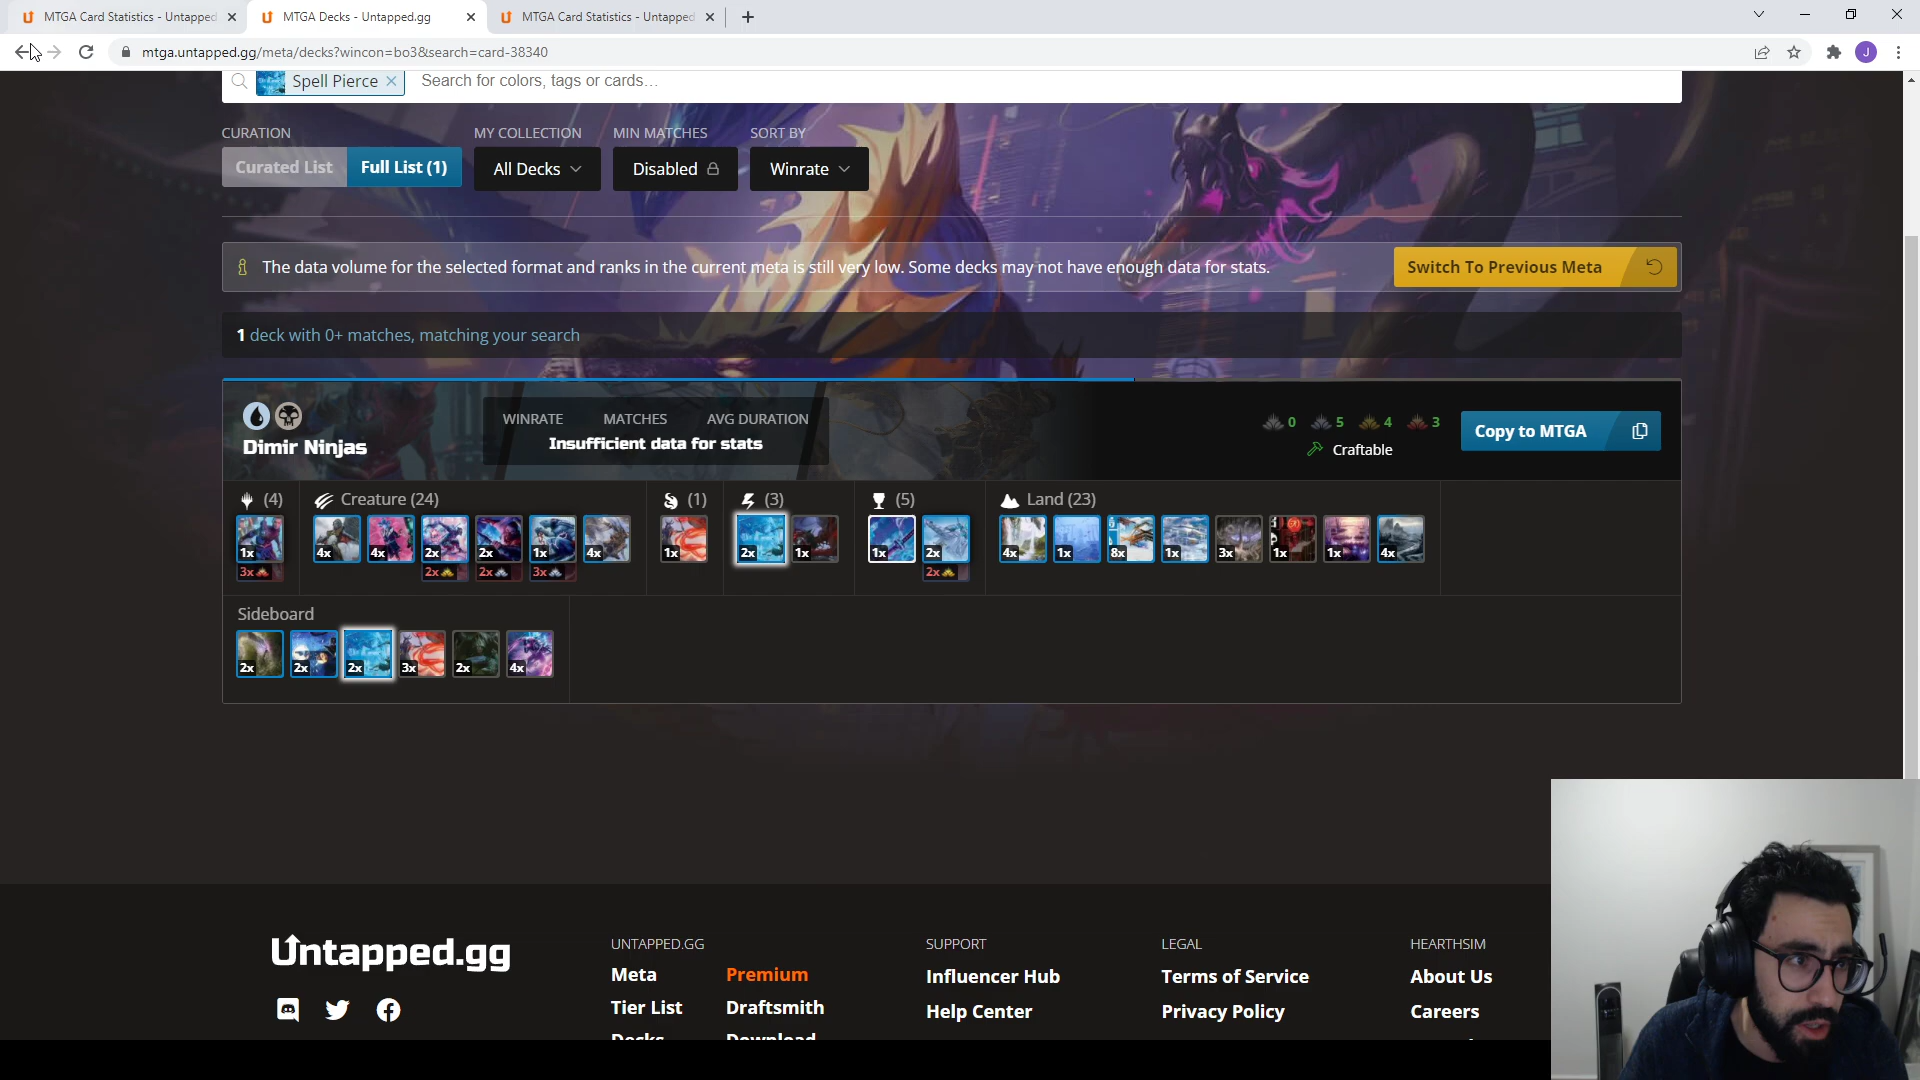 MTGA Card Statistics - Untapped
MTGA Decks - Untapped.gg
MTGA Card Statistics - Untapped
mtga.untapped.gg/meta/decks?wincon=bo3&search=card-38340
J
Spell Pierce
Search for colors, tags or cards...
CURATION
MY COLLECTION
MIN MATCHES
SORT BY
Curated List
Full List (1)
All Decks
Disabled
Winrate
The data volume for the selected format and ranks in the current meta is still very low. Some decks may not have enough data for stats.
Switch To Previous Meta
1 deck with 0+ matches, matching your search
Dimir Ninjas
WINRATE MATCHES AVG DURATION
Insufficient data for stats
0 5 4 3
Craftable
Copy to MTGA
(4) Creature (24) (1) (3) (5) Land (23)
1x 4x 4x 2x 2x 1x 4x 1x 2x 1x 1x 2x 4x 1x 8x 1x 3x 1x 1x 4x
3x 2x 2x 3x 2x
Sideboard
2x 2x 2x 3x 2x 4x
Untapped.gg
UNTAPPED.GG
Meta
Premium
Tier List
Draftsmith
Decks
Download
SUPPORT
Influencer Hub
Help Center
LEGAL
Terms of Service
Privacy Policy
HEARTHSIM
About Us
Careers